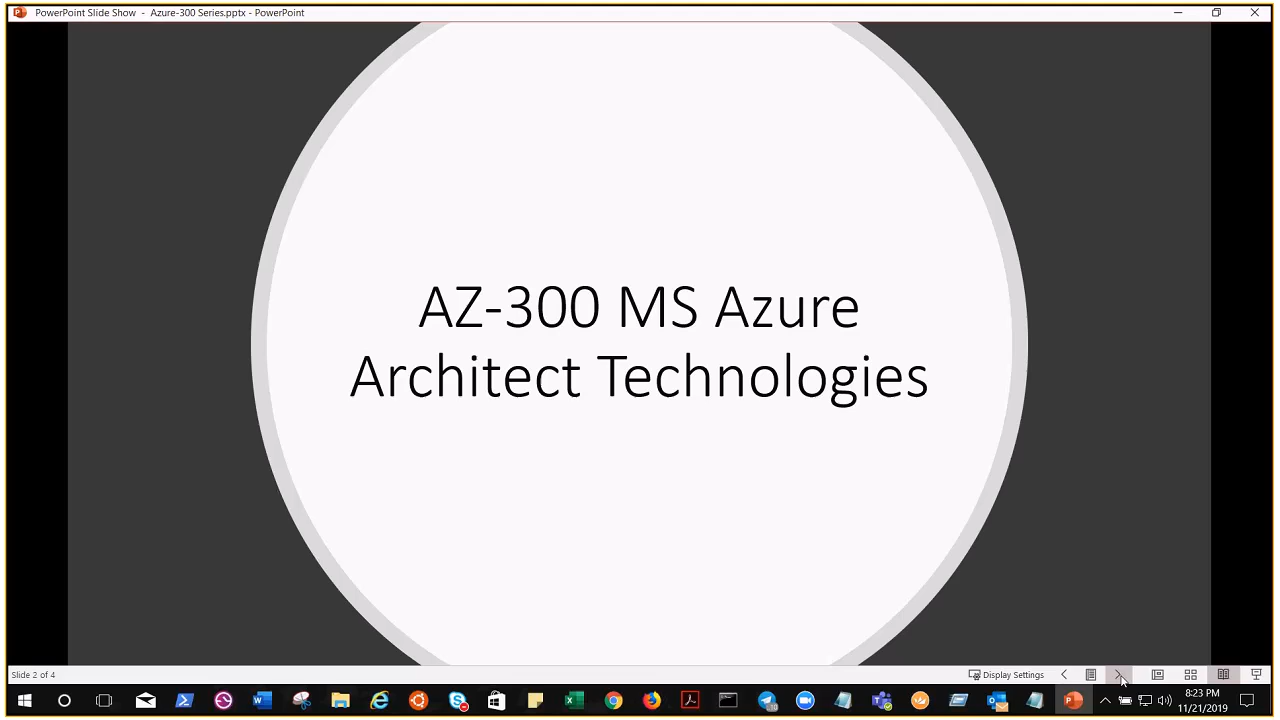 PowerPoint Slide Show - Azure-300 Series.pptx - PowerPoint
AZ-300 MS Azure
Architect Technologies
Slide 2 of 4
Display Settings
8:23 PM
11/21/2019